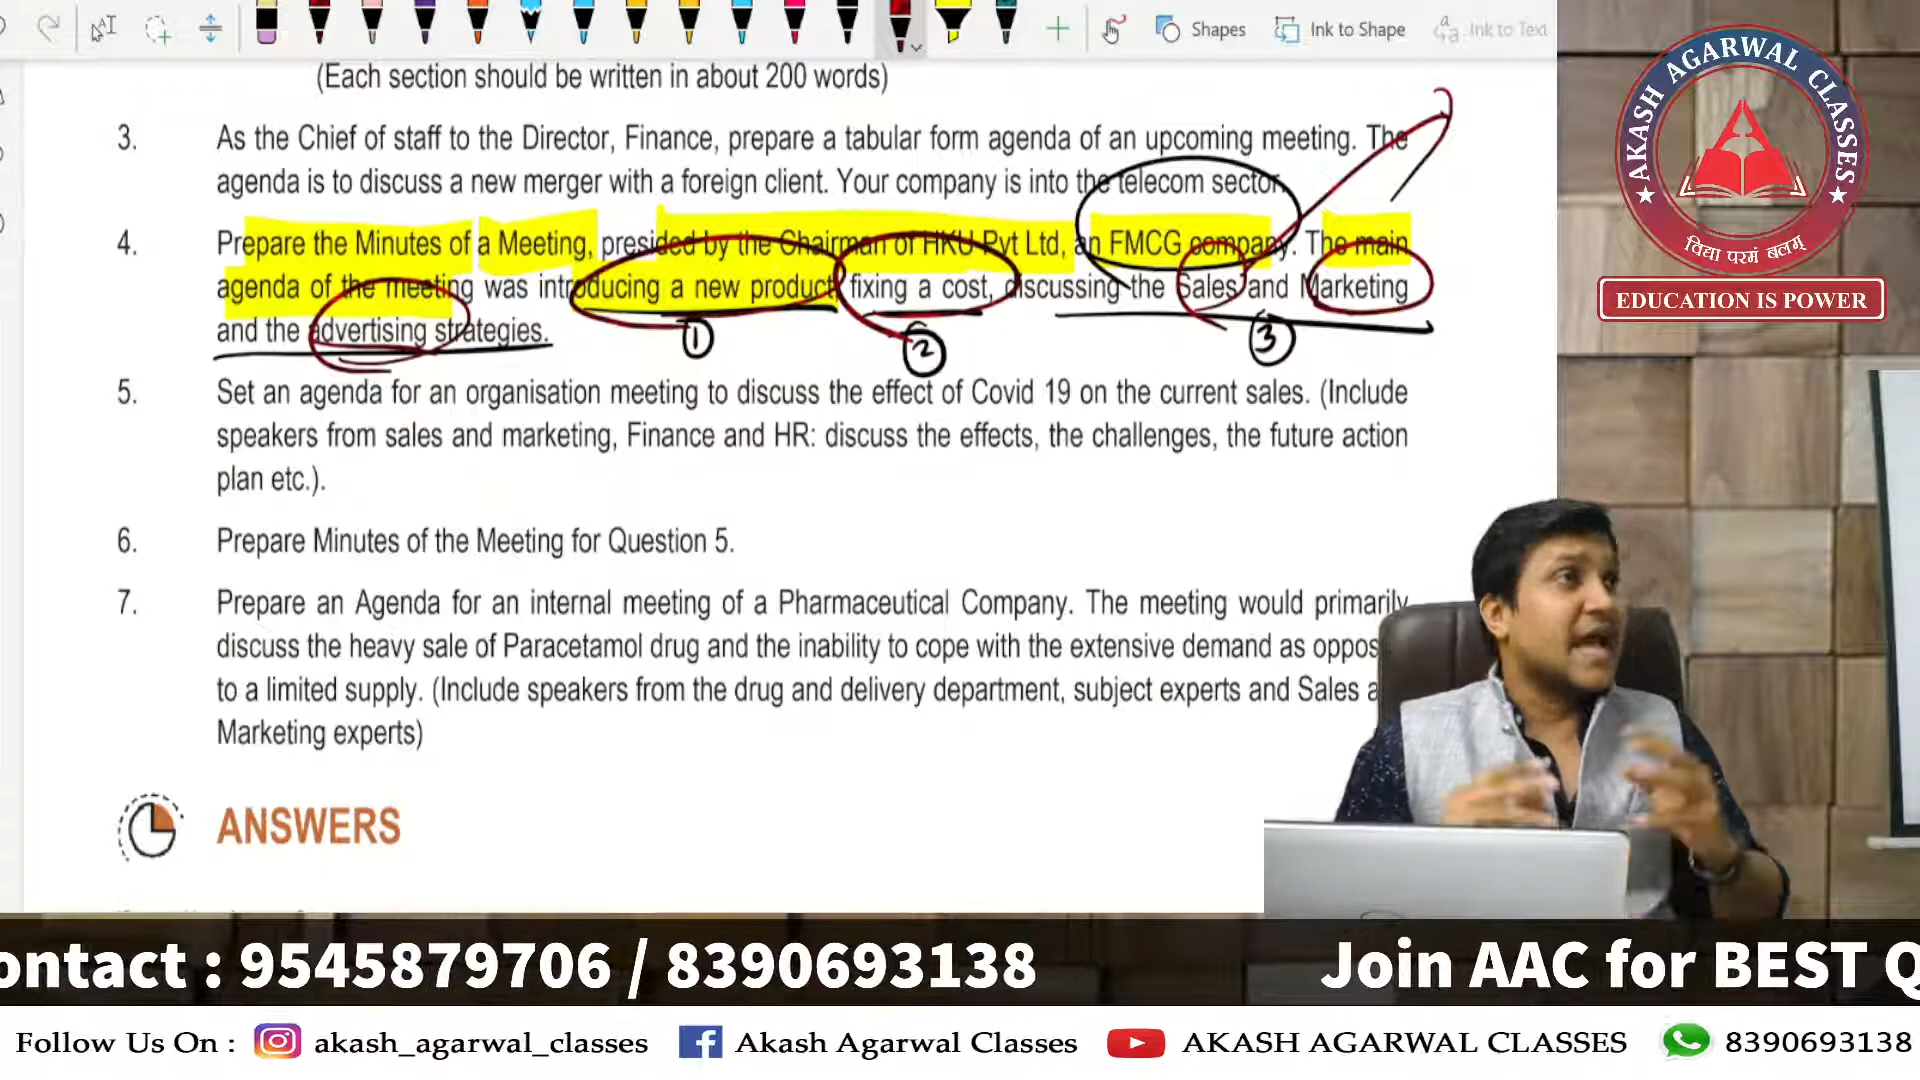 Shapes
Ink to Shape
Ink to Text
(Each section should be written in about 200 words)
3. As the Chief of staff to the Director, Finance, prepare a tabular form agenda of an upcoming meeting. The
agenda is to discuss a new merger with a foreign client. Your company is into the telecom sector.
4. Prepare the Minutes of a Meeting, presided by the Chairman of HKU Pvt Ltd, an FMCG company. The main
agenda of the meeting was introducing a new product, fixing a cost, discussing the Sales and Marketing
and the advertising strategies.
1
2
3
5. Set an agenda for an organisation meeting to discuss the effect of Covid 19 on the current sales. (Include
speakers from sales and marketing, Finance and HR: discuss the effects, the challenges, the future action
plan etc.).
6. Prepare Minutes of the Meeting for Question 5.
7. Prepare an Agenda for an internal meeting of a Pharmaceutical Company. The meeting would primarily
discuss the heavy sale of Paracetamol drug and the inability to cope with the extensive demand as oppos
to a limited supply. (Include speakers from the drug and delivery department, subject experts and Sales a
Marketing experts)
ANSWERS
AKASH AGARWAL CLASSES
विद्या परमं बलम्
EDUCATION IS POWER
ontact : 9545879706 / 8390693138
Join AAC for BEST Q
Follow Us On : akash_agarwal_classes Akash Agarwal Classes AKASH AGARWAL CLASSES 8390693138